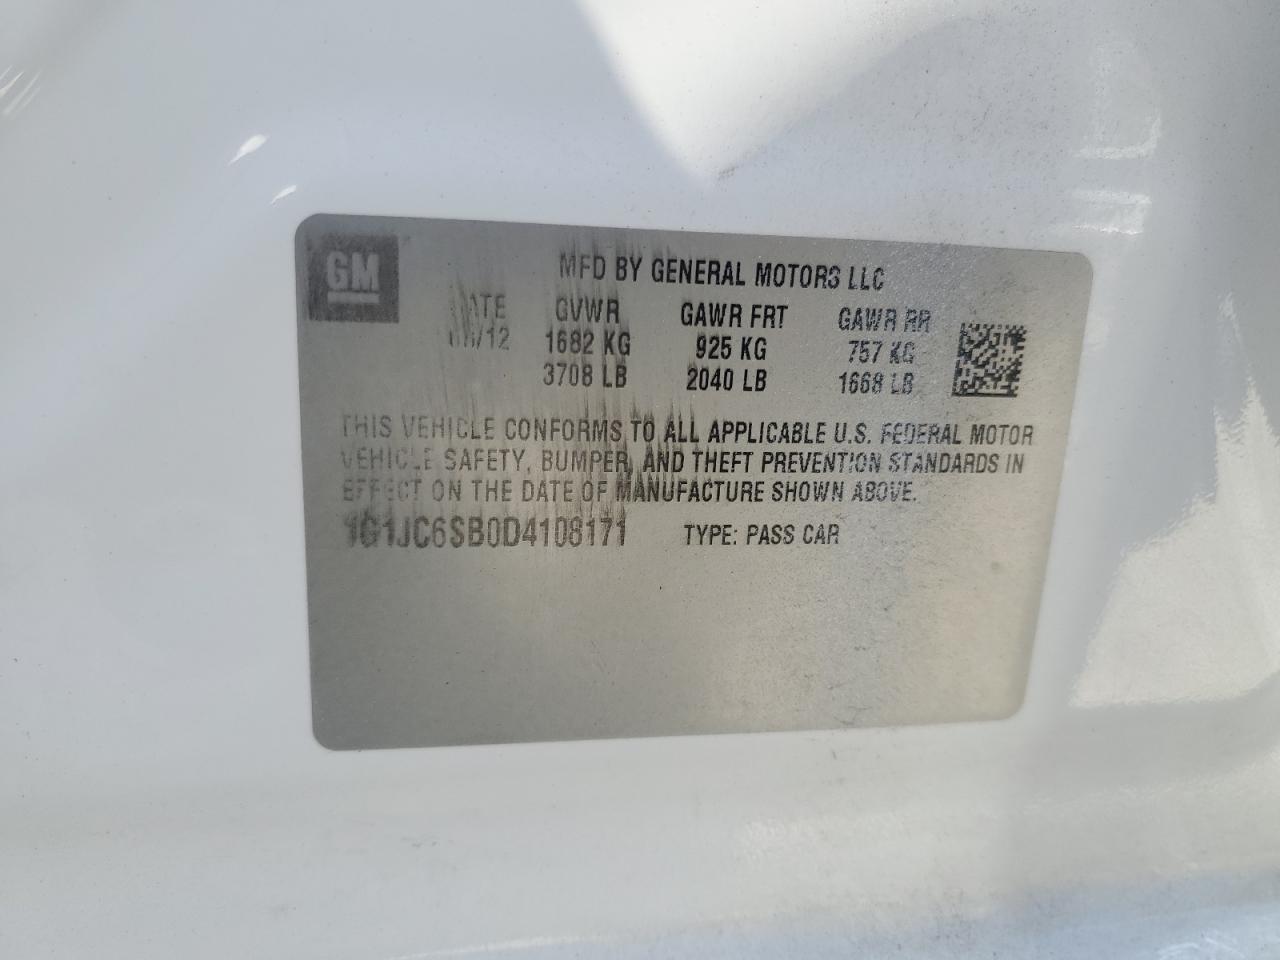 GM
MFD BY GENERAL MOTORS LLC
DATE GVWR GAWR FRT GAWR RR
1682 KG 925 KG 757 KG
3708 LB 2040 LB 1668 LB
THIS VEHICLE CONFORMS TO ALL APPLICABLE U.S. FEDERAL MOTOR
VEHICLE SAFETY, BUMPER, AND THEFT PREVENTION STANDARDS IN
EFFECT ON THE DATE OF MANUFACTURE SHOWN ABOVE.
1G1JC6SB0D4108171 TYPE: PASS CAR